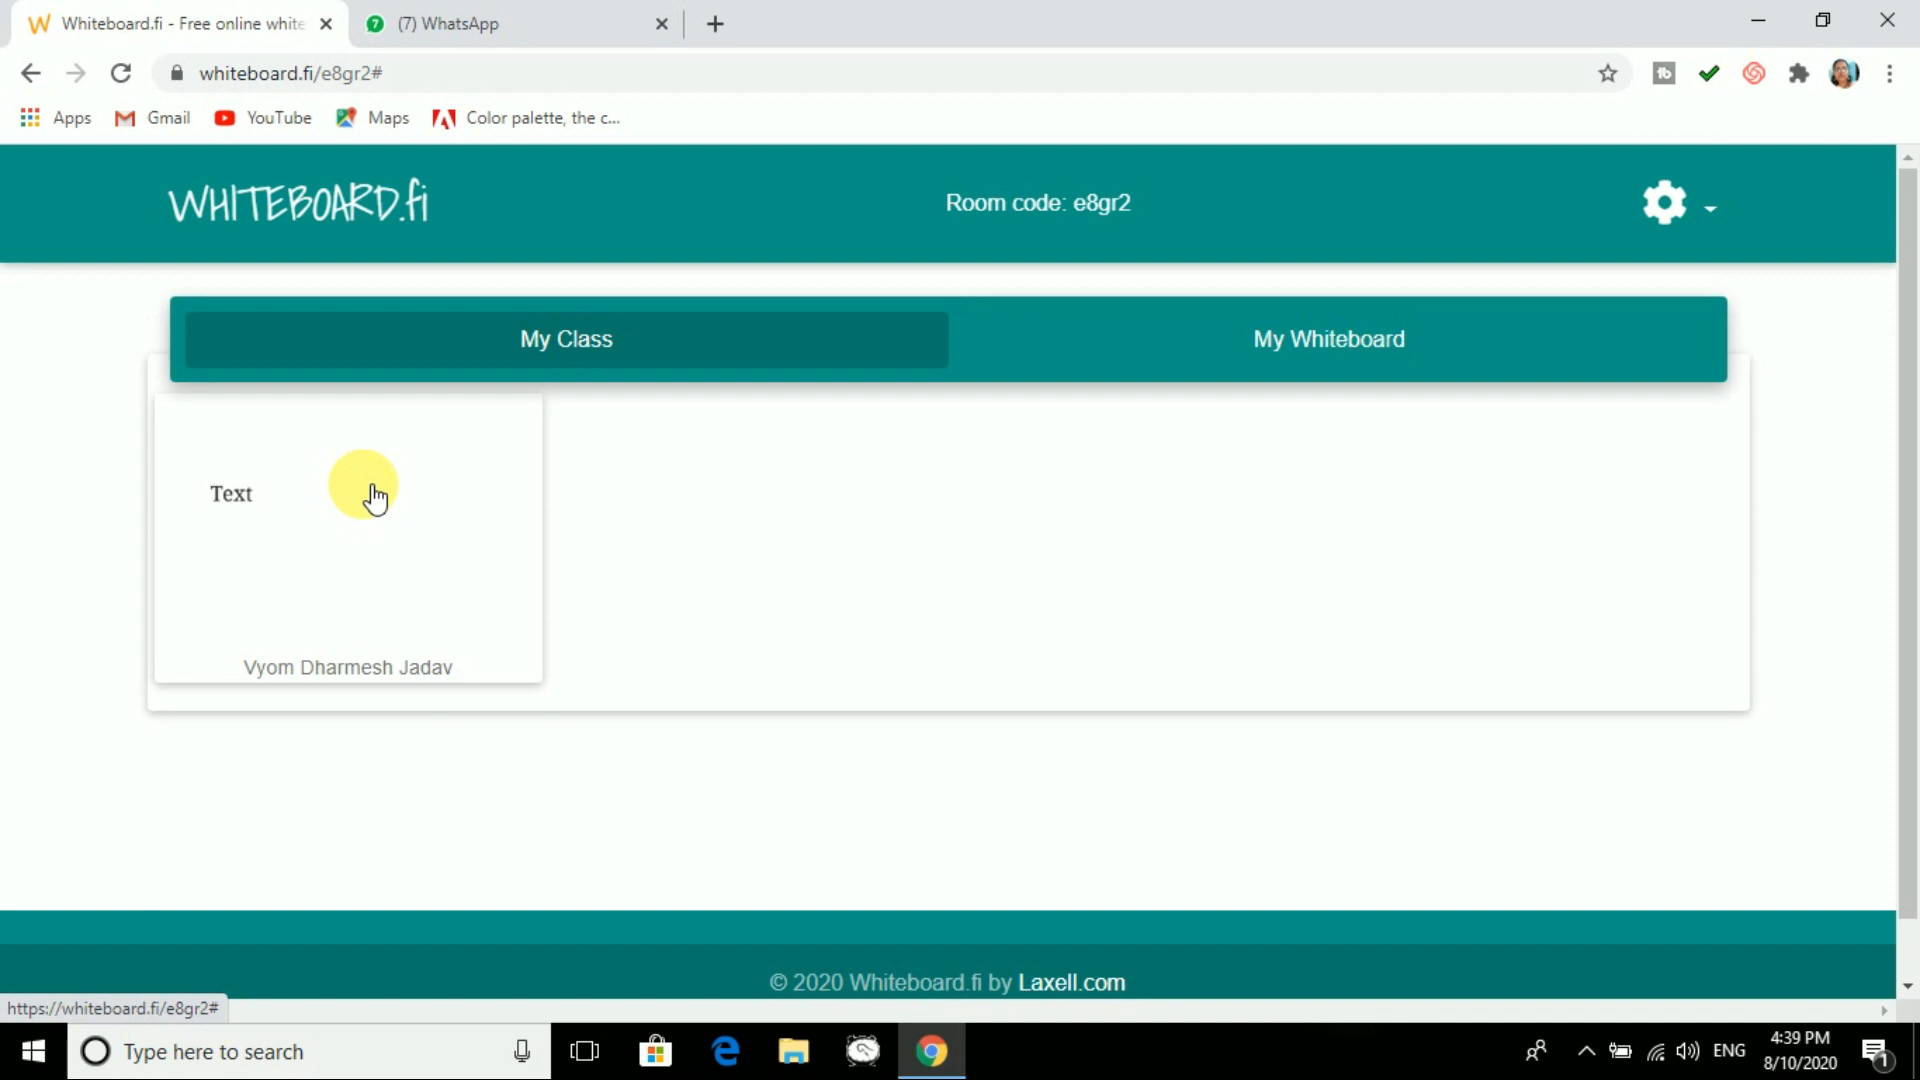 Whiteboard.fi - Free online white
(7) WhatsApp
whiteboard.fi/e8gr2#
Apps
Gmail
YouTube
Maps
Color palette, the c...
WHITEBOARD.fi
Room code: e8gr2
My Class
My Whiteboard
Text
Vyom Dharmesh Jadav
© 2020 Whiteboard.fi by Laxell.com
https://whiteboard.fi/e8gr2#
Type here to search
ENG
4:39 PM
8/10/2020
1